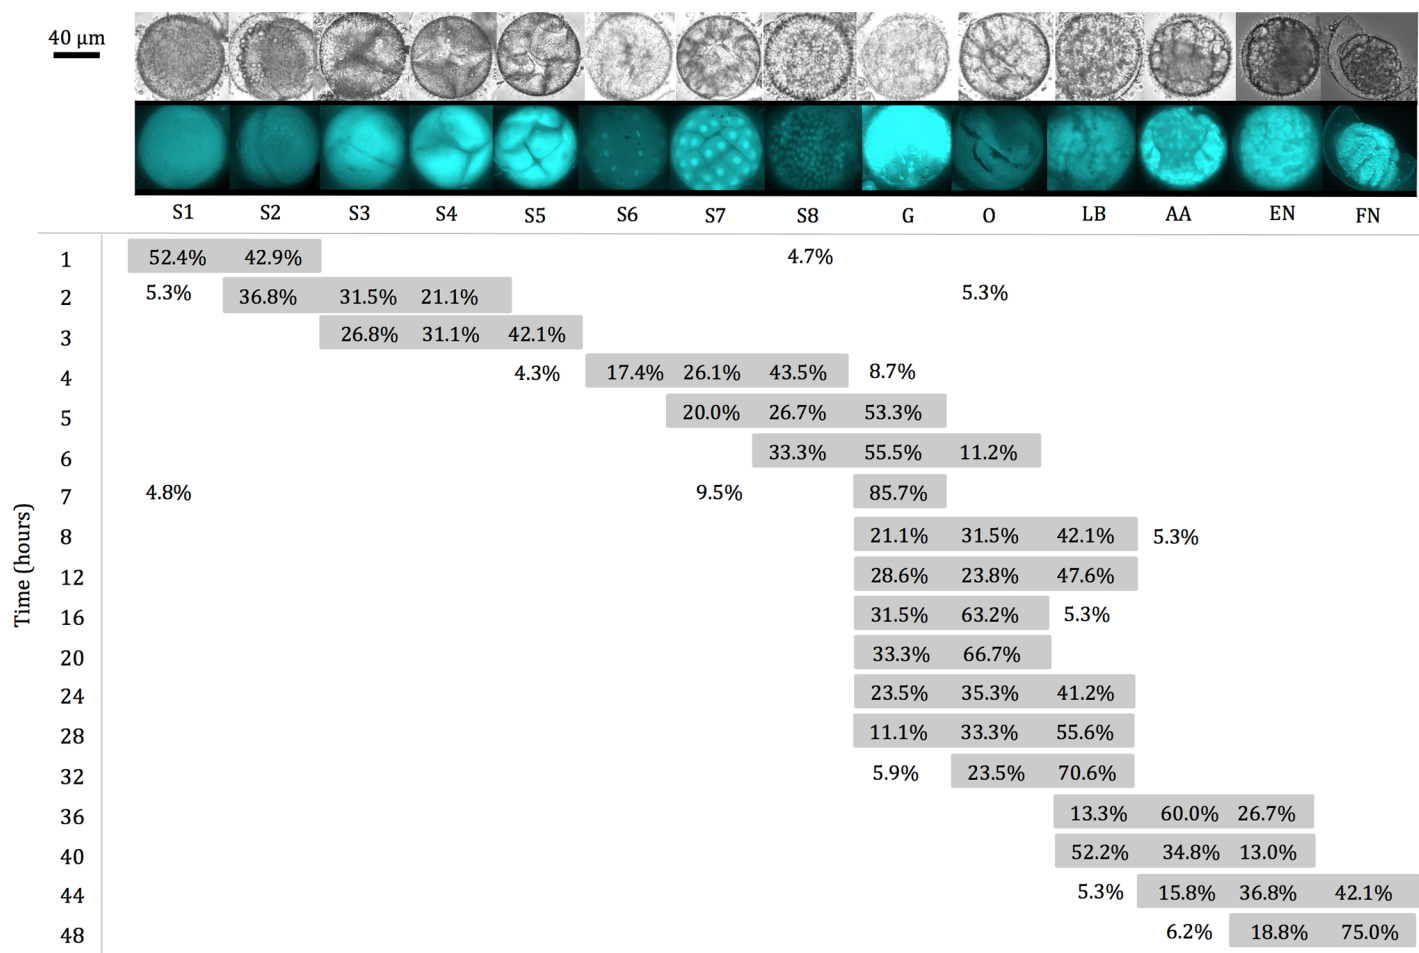 40 µm
S1 S2 S3 S4 S5 S6 S7 S8 G O LB AA EN FN
1 52.4% 42.9% 4.7%
2 5.3% 36.8% 31.5% 21.1% 5.3%
3 26.8% 31.1% 42.1%
4 4.3% 17.4% 26.1% 43.5% 8.7%
5 20.0% 26.7% 53.3%
6 33.3% 55.5% 11.2%
7 4.8% 9.5% 85.7%
8 21.1% 31.5% 42.1% 5.3%
12 28.6% 23.8% 47.6%
16 31.5% 63.2% 5.3%
20 33.3% 66.7%
24 23.5% 35.3% 41.2%
28 11.1% 33.3% 55.6%
32 5.9% 23.5% 70.6%
36 13.3% 60.0% 26.7%
40 52.2% 34.8% 13.0%
44 5.3% 15.8% 36.8% 42.1%
48 6.2% 18.8% 75.0%
Time (hours)